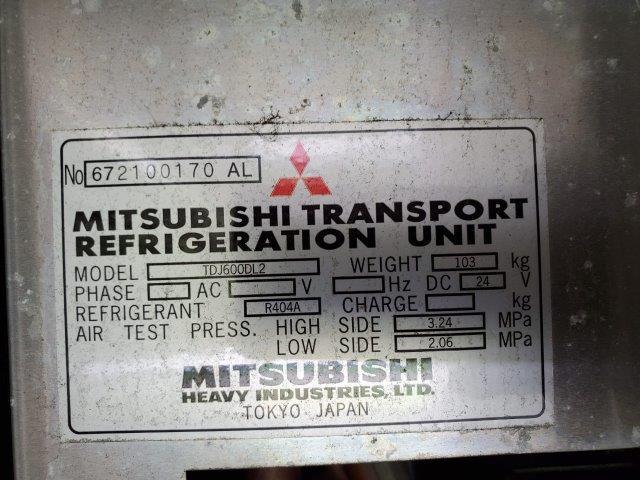 No 672100170 AL
MITSUBISHI TRANSPORT
REFRIGERATION UNIT
MODEL TDJ600DL2 WEIGHT 103 kg
PHASE AC V Hz DC 24 V
REFRIGERANT R404A CHARGE kg
AIR TEST PRESS. HIGH SIDE 3.24 MPa
LOW SIDE 2.06 MPa
MITSUBISHI
HEAVY INDUSTRIES, LTD.
TOKYO JAPAN